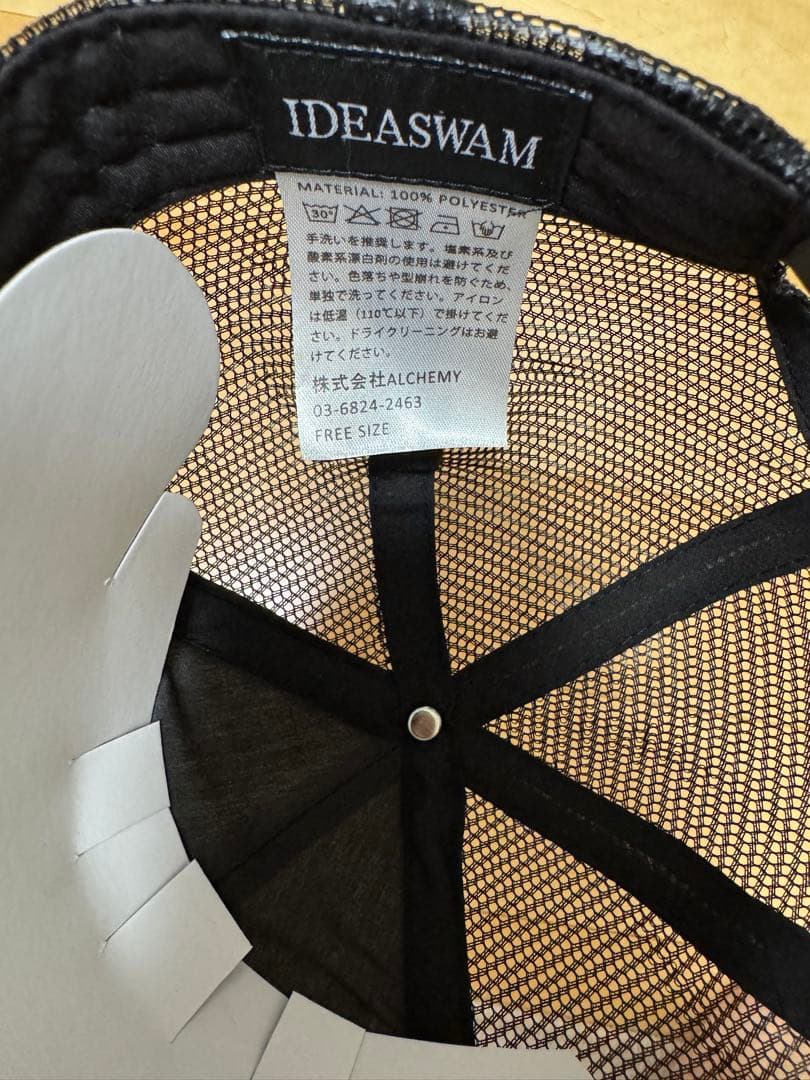 IDEASWAM
MATERIAL: 100% POLYESTER
30°
手洗いを推奨します。塩素系及び
酸素系漂白剤の使用は避けてくだ
さい。色落ちや型崩れを防ぐため、
単独で洗ってください。アイロン
は低温（110℃以下）で掛けてくだ
さい。ドライクリーニングはお避
けてください。
株式会社ALCHEMY
03-6824-2463
FREE SIZE